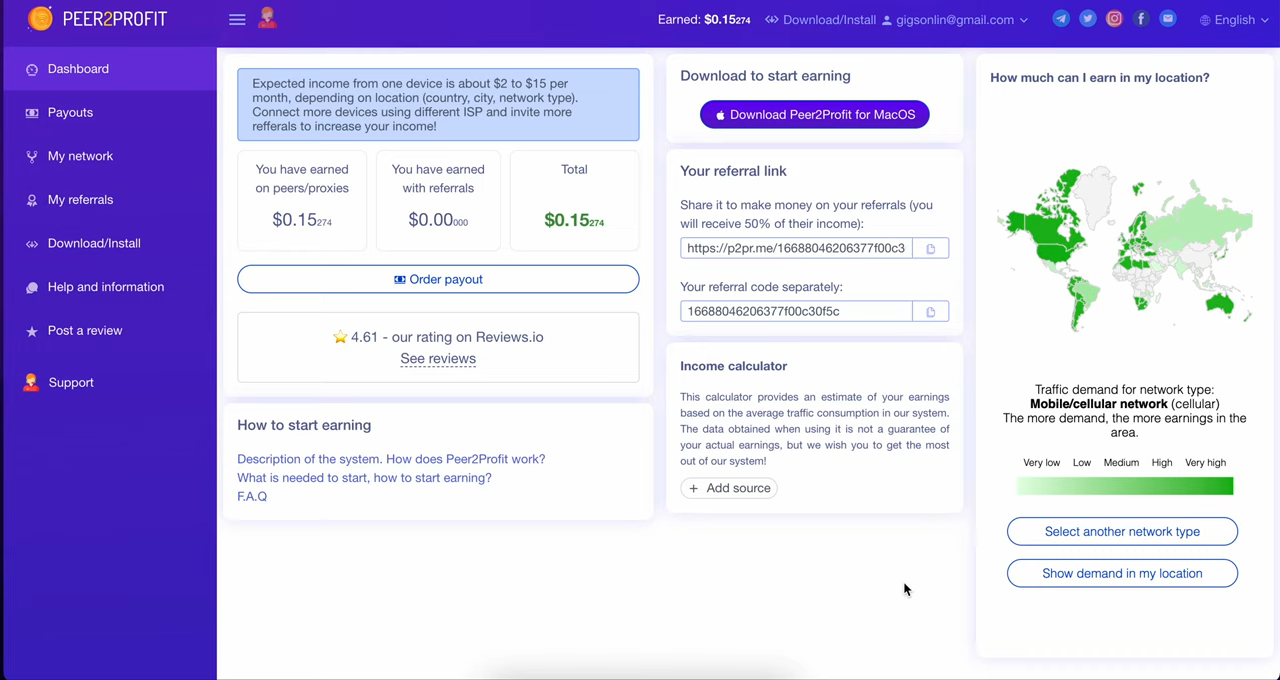 PEER2PROFIT
Earned: $0.15274
Download/Install
gigsonlin@gmail.com
English
Dashboard
Payouts
My network
My referrals
Download/Install
Help and information
Post a review
Support
Expected income from one device is about $2 to $15 per
month, depending on location (country, city, network type).
Connect more devices using different ISP and invite more
refferals to increase your income!
You have earned
on peers/proxies
$0.15274
You have earned
with referrals
$0.00000
Total
$0.15274
Order payout
4.61 - our rating on Reviews.io
See reviews
How to start earning
Description of the system. How does Peer2Profit work?
What is needed to start, how to start earning?
F.A.Q
Download to start earning
Download Peer2Profit for MacOS
Your referral link
Share it to make money on your referrals (you
will receive 50% of their income):
https://p2pr.me/16688046206377f00c3
Your referral code separately:
16688046206377f00c30f5c
Income calculator
This calculator provides an estimate of your earnings
based on the average traffic consumption in our system.
The data obtained when using it is not a guarantee of
your actual earnings, but we wish you to get the most
out of our system!
+ Add source
How much can I earn in my location?
Traffic demand for network type:
Mobile/cellular network (cellular)
The more demand, the more earnings in the
area.
Very low Low Medium High Very high
Select another network type
Show demand in my location